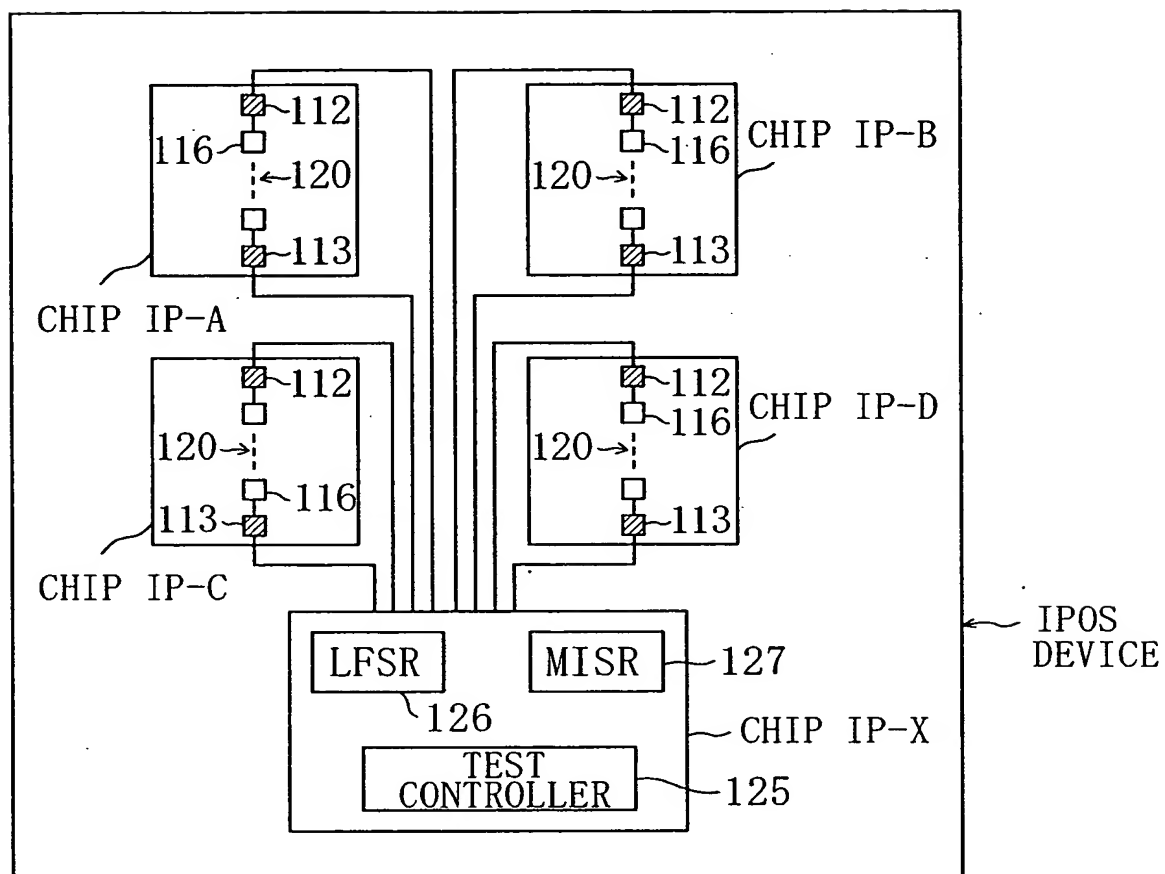 112
116
120
113
CHIP IP-A
112
116
120
113
CHIP IP-B
112
120
116
113
CHIP IP-C
112
116
120
113
CHIP IP-D
LFSR
126
MISR
127
TEST
CONTROLLER
125
CHIP IP-X
IPOS
DEVICE